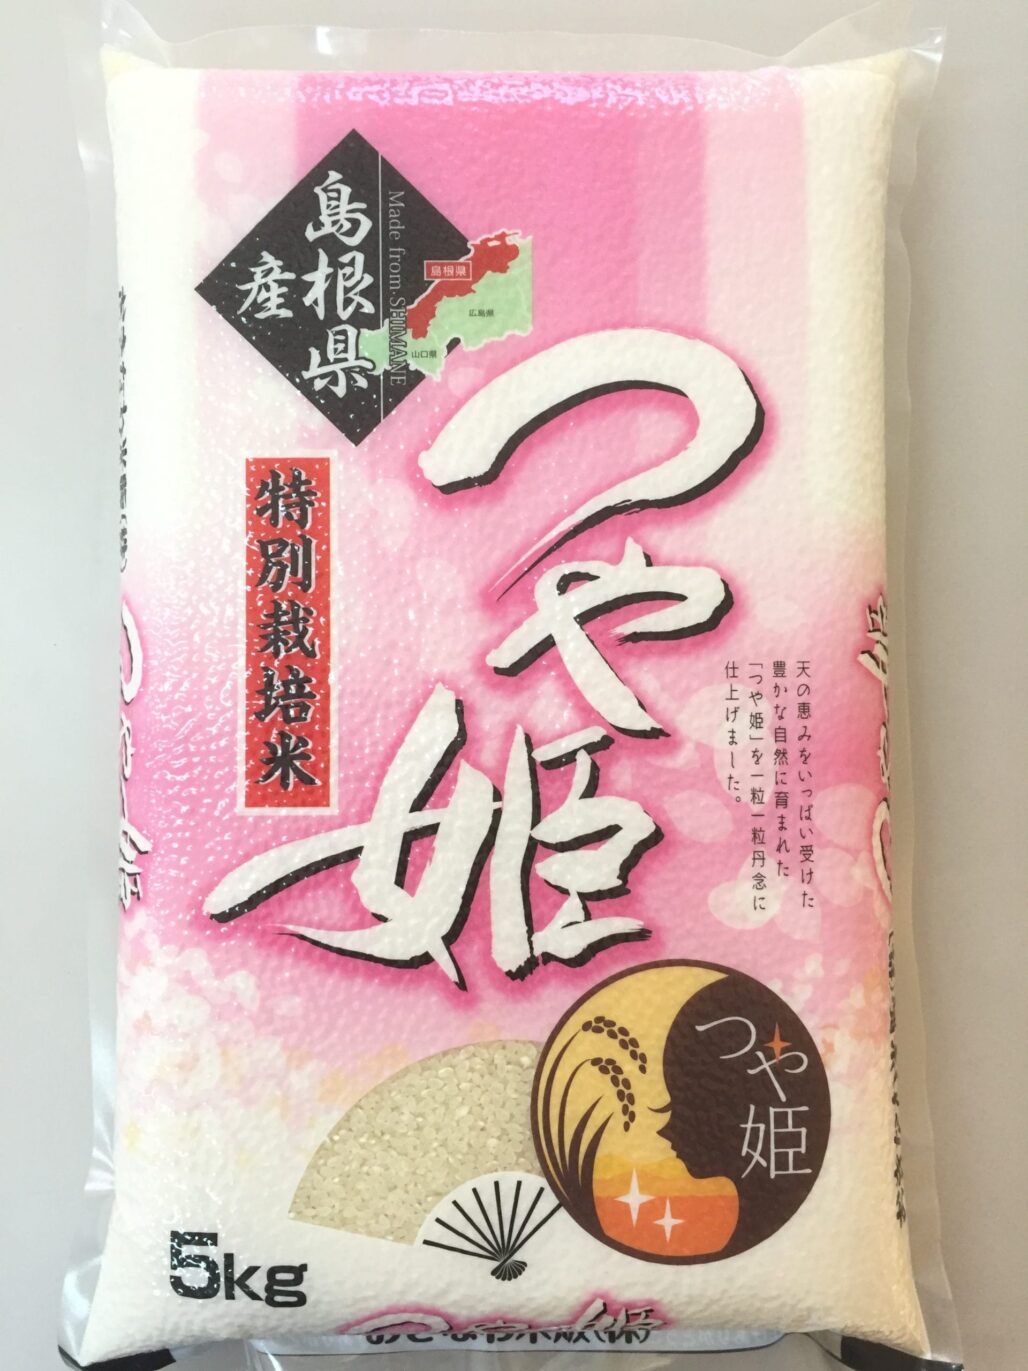 島根県
産
Made from SHIMANE
島根県
広島県
山口県
つや姫
特別栽培米
天の恵みをいっぱい受けた
豊かな自然に育まれた
「つや姫」を一粒一粒丹念に
仕上げました。
つや姫
5kg